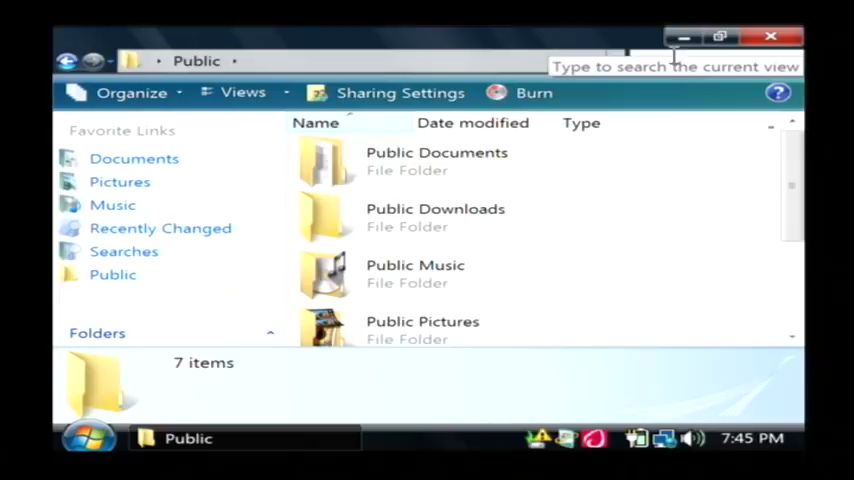 Public
Type to search the current view
Organize
Views
Sharing Settings
Burn
Favorite Links
Documents
Pictures
Music
Recently Changed
Searches
Public
Folders
Name
Date modified
Type
Public Documents
File Folder
Public Downloads
File Folder
Public Music
File Folder
Public Pictures
File Folder
7 items
Public
7:45 PM